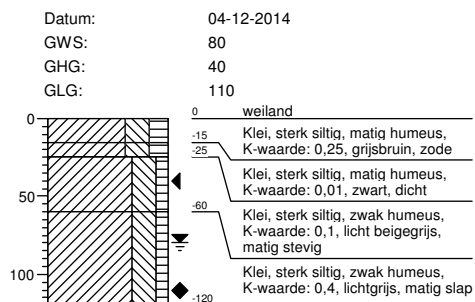 Datum: 04-12-2014
GWS: 80
GHG: 40
GLG: 110
0
0 weiland
-15
Klei, sterk siltig, matig humeus,
K-waarde: 0,25, grijsbruin, zode
-25
Klei, sterk siltig, matig humeus,
K-waarde: 0,01, zwart, dicht
50
-60
Klei, sterk siltig, zwak humeus,
K-waarde: 0,1, licht beigegrijs,
matig stevig
100
Klei, sterk siltig, zwak humeus,
K-waarde: 0,4, lichtgrijs, matig slap
-120